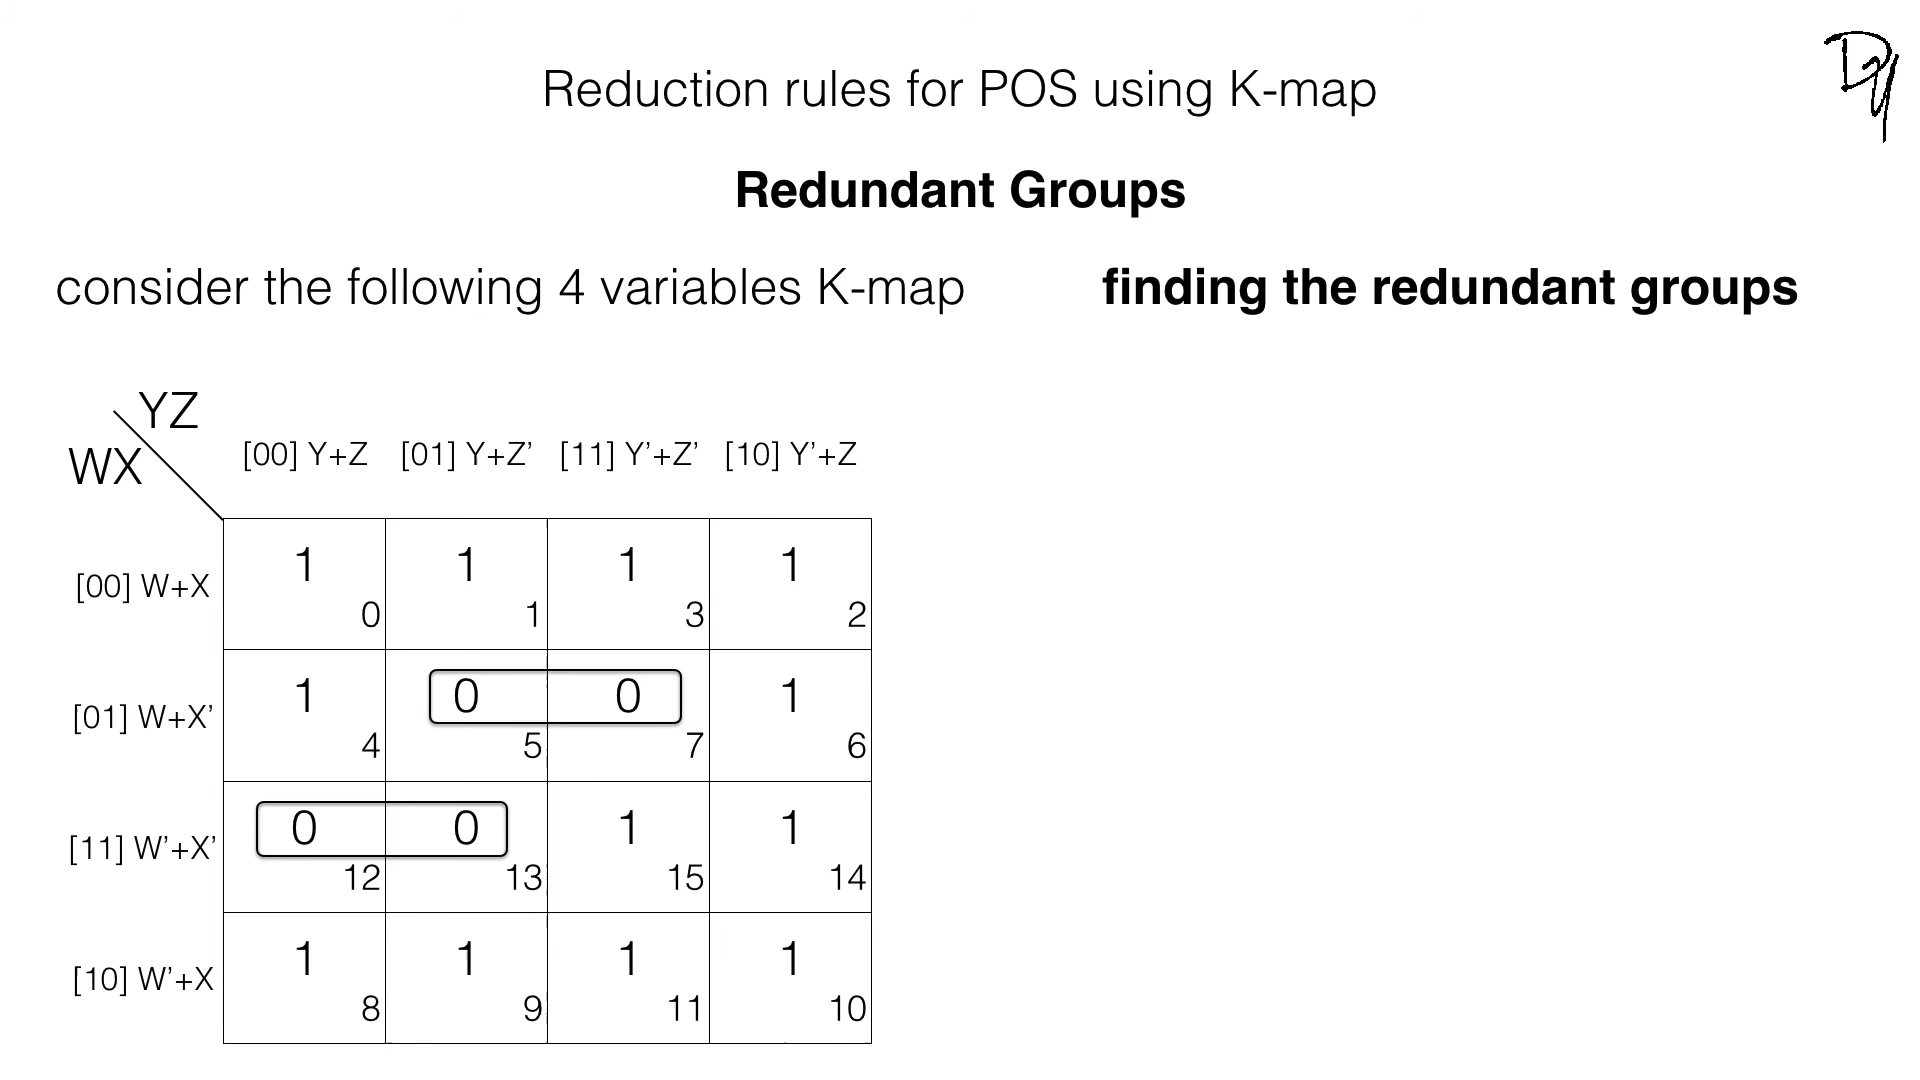 Reduction rules for POS using K-map
Redundant Groups
consider the following 4 variables K-map
finding the redundant groups
YZ
WX
[00] Y+Z [01] Y+Z’ [11] Y’+Z’ [10] Y’+Z
[00] W+X 1 1 1 1
0 1 3 2
[01] W+X’ 1 0 0 1
4 5 7 6
[11] W’+X’ 0 0 1 1
12 13 15 14
[10] W’+X 1 1 1 1
8 9 11 10